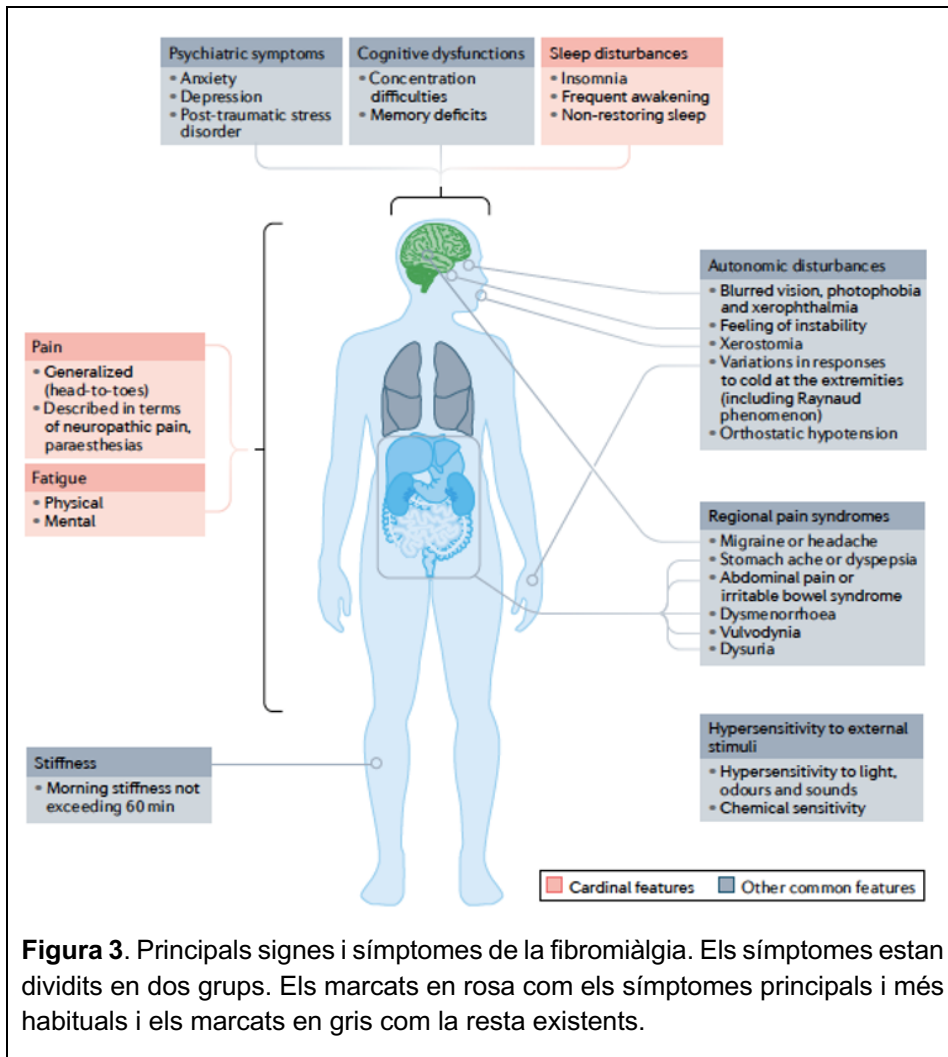 Psychiatric symptoms
• Anxiety
• Depression
• Post-traumatic stress
disorder
Cognitive dysfunctions
• Concentration
difficulties
• Memory deficits
Sleep disturbances
• Insomnia
• Frequent awakening
• Non-restoring sleep
Pain
• Generalized
(head-to-toes)
• Described in terms
of neuropathic pain,
paraesthesias
Fatigue
• Physical
• Mental
Stiffness
• Morning stiffness not
exceeding 60 min
Autonomic disturbances
• Blurred vision, photophobia
and xerophthalmia
• Feeling of instability
• Xerostomia
• Variations in responses
to cold at the extremities
(including Raynaud
phenomenon)
• Orthostatic hypotension
Regional pain syndromes
• Migraine or headache
• Stomach ache or dyspepsia
• Abdominal pain or
irritable bowel syndrome
• Dysmenorrhoea
• Vulvodynia
• Dysuria
Hypersensitivity to external
stimuli
• Hypersensitivity to light,
odours and sounds
• Chemical sensitivity
Cardinal features
Other common features
Figura 3. Principals signes i símptomes de la fibromiàlgia. Els símptomes estan
dividits en dos grups. Els marcats en rosa com els símptomes principals i més
habituals i els marcats en gris com la resta existents.